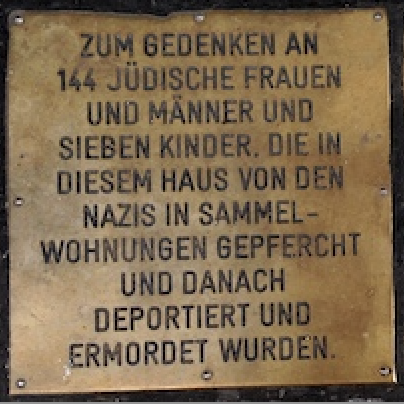 ZUM GEDENKEN AN
144 JÜDISCHE FRAUEN
UND MÄNNER UND
SIEBEN KINDER, DIE IN
DIESEM HAUS VON DEN
NAZIS IN SAMMEL-
WOHNUNGEN GEPFERCHT
UND DANACH
DEPORTIERT UND
ERMORDET WURDEN.